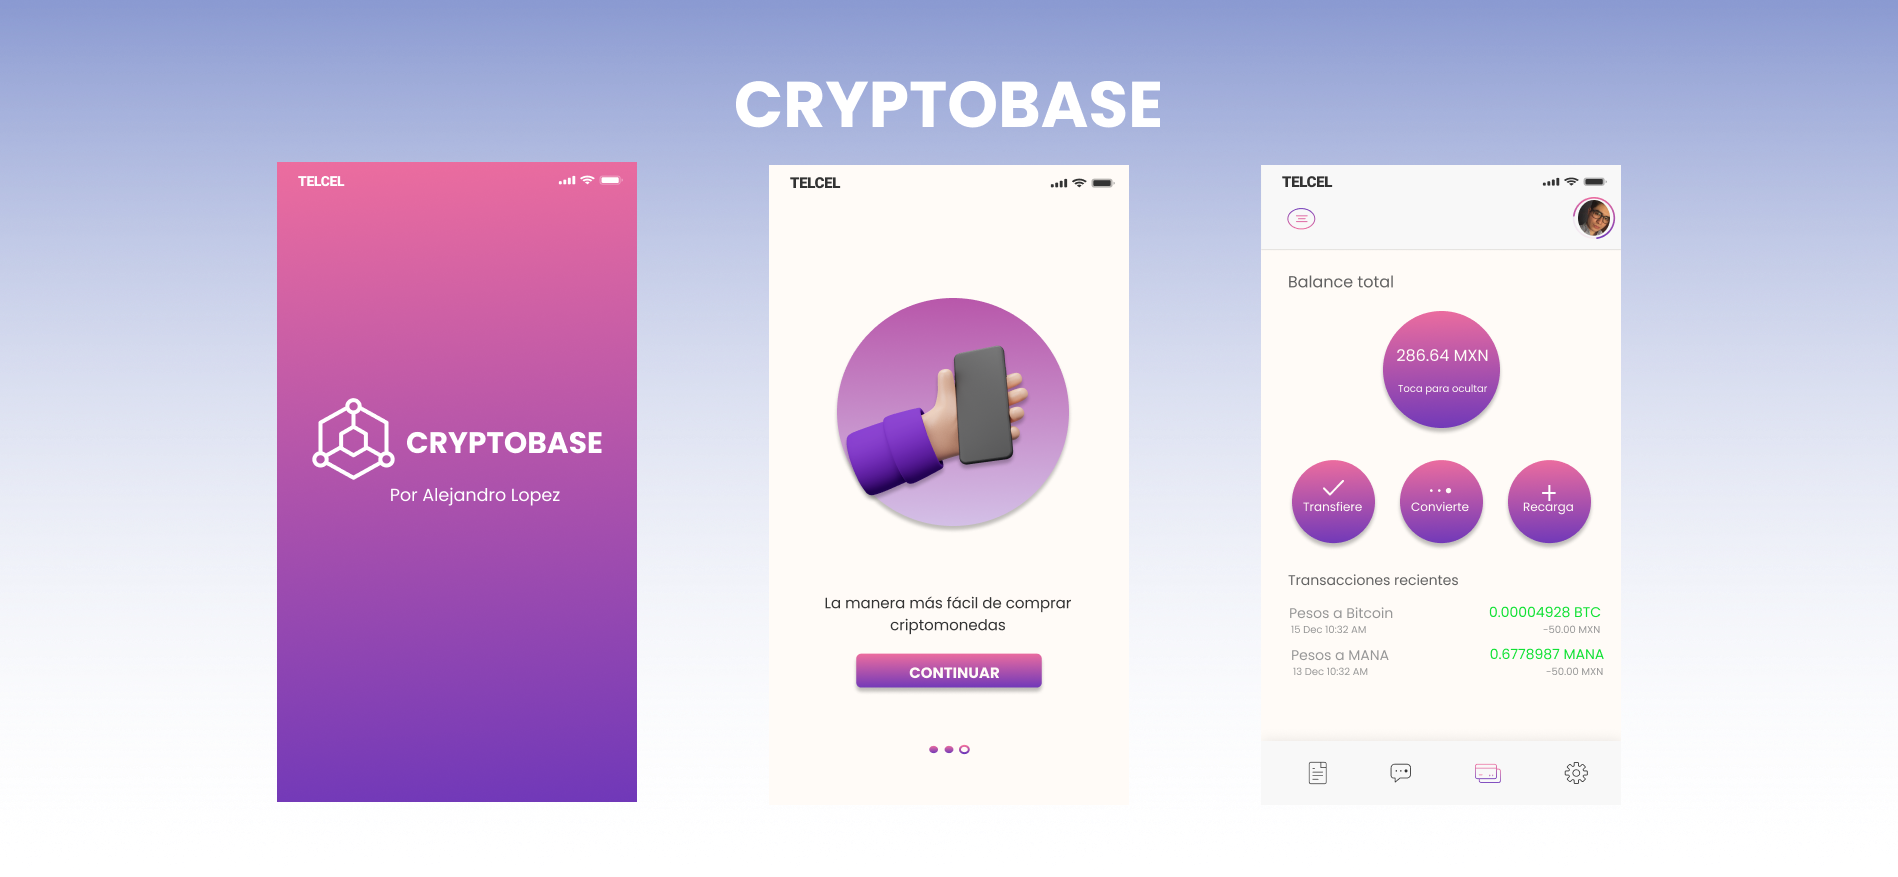 CRYPTOBASE
TELCEL
CRYPTOBASE
Por Alejandro Lopez
TELCEL
La manera más fácil de comprar
criptomonedas
CONTINUAR
TELCEL
Balance total
286.64 MXN
Toca para ocultar
Transfiere
Convierte
Recarga
Transacciones recientes
Pesos a Bitcoin
0.00004928 BTC
15 Dec 10:32 AM
-50.00 MXN
Pesos a MANA
0.6778987 MANA
13 Dec 10:32 AM
-50.00 MXN